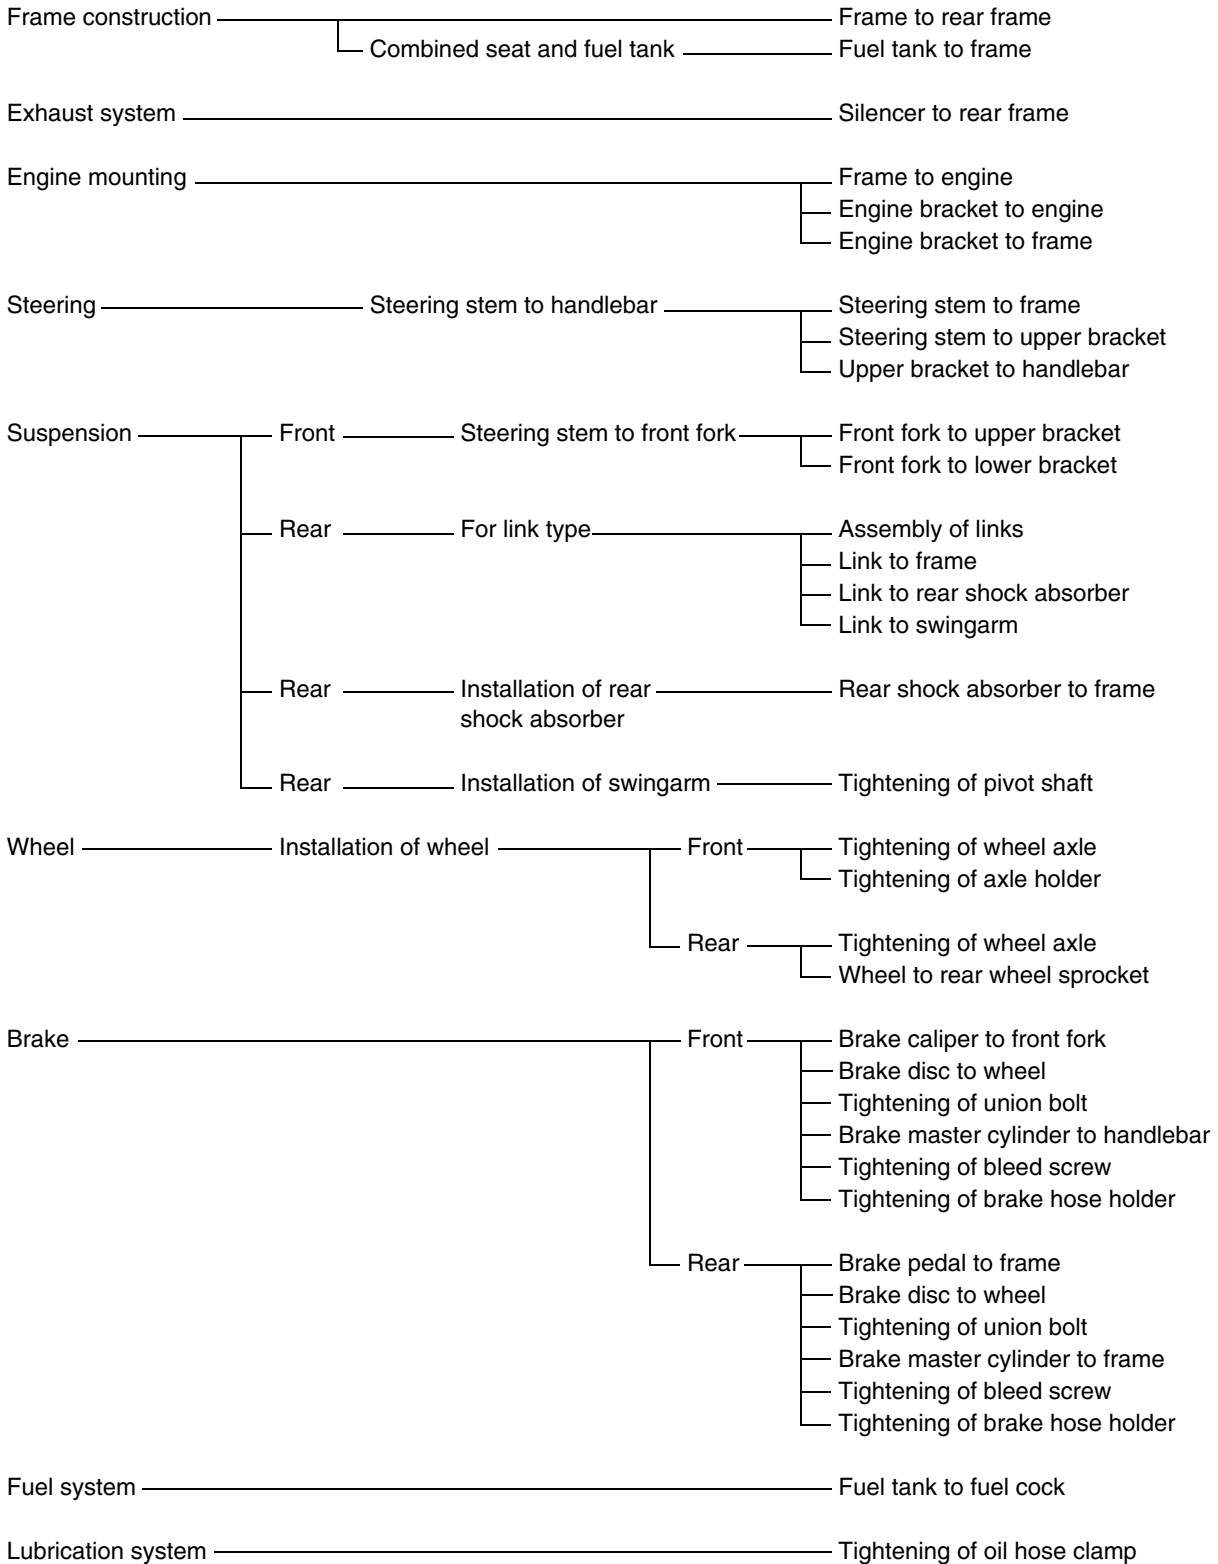 Frame construction Frame to rear frame
Combined seat and fuel tank Fuel tank to frame
Exhaust system Silencer to rear frame
Engine mounting Frame to engine
Engine bracket to engine
Engine bracket to frame
Steering Steering stem to handlebar Steering stem to frame
Steering stem to upper bracket
Upper bracket to handlebar
Suspension Front Steering stem to front fork Front fork to upper bracket
Front fork to lower bracket
Rear For link type Assembly of links
Link to frame
Link to rear shock absorber
Link to swingarm
Rear Installation of rear Rear shock absorber to frame
shock absorber
Rear Installation of swingarm Tightening of pivot shaft
Wheel Installation of wheel Front Tightening of wheel axle
Tightening of axle holder
Rear Tightening of wheel axle
Wheel to rear wheel sprocket
Brake Front Brake caliper to front fork
Brake disc to wheel
Tightening of union bolt
Brake master cylinder to handlebar
Tightening of bleed screw
Tightening of brake hose holder
Rear Brake pedal to frame
Brake disc to wheel
Tightening of union bolt
Brake master cylinder to frame
Tightening of bleed screw
Tightening of brake hose holder
Fuel system Fuel tank to fuel cock
Lubrication system Tightening of oil hose clamp